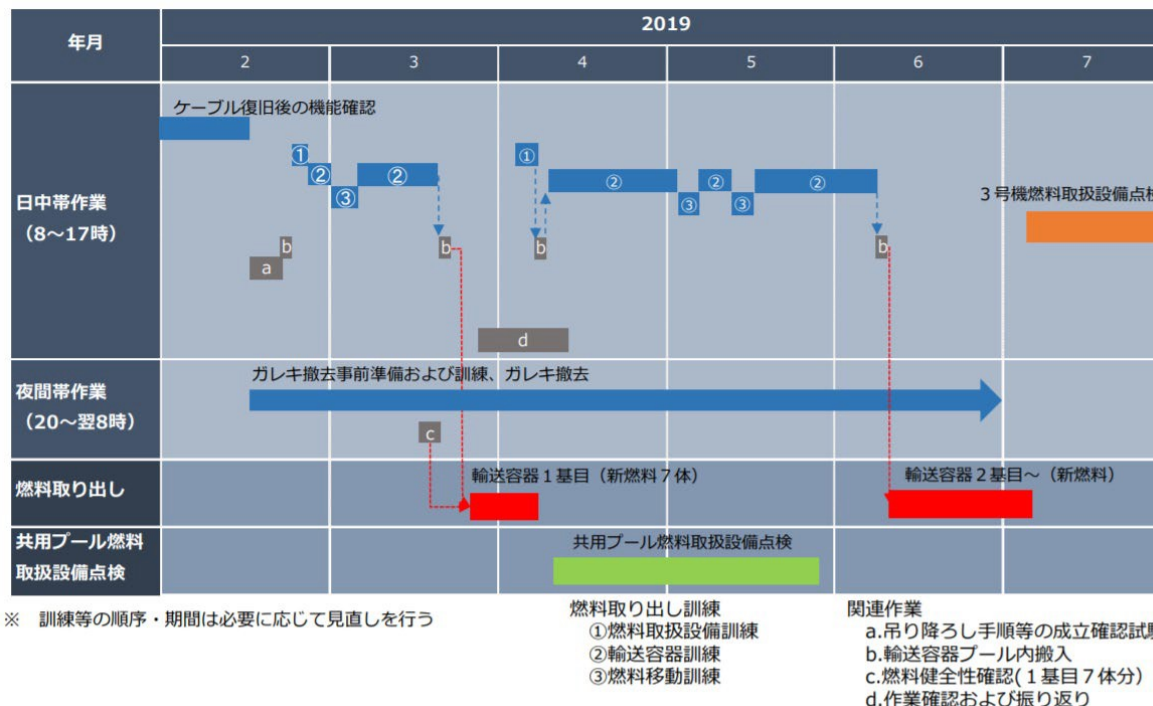 年月
2019
2 3 4 5 6 7
ケーブル復旧後の機能確認
① ①
② ② ② ② ②
③ ③ ③
日中帯作業
（8～17時）
3号機燃料取扱設備点検
b b b b
a
d
夜間帯作業
（20～翌8時）
ガレキ撤去事前準備および訓練、ガレキ撤去
c
燃料取り出し
輸送容器1基目（新燃料7体）
輸送容器2基目～（新燃料）
共用プール燃料
取扱設備点検
共用プール燃料取扱設備点検
※ 訓練等の順序・期間は必要に応じて見直しを行う
燃料取り出し訓練
①燃料取扱設備訓練
②輸送容器訓練
③燃料移動訓練
関連作業
a.吊り降ろし手順等の成立確認試験
b.輸送容器プール内搬入
c.燃料健全性確認(1基目7体分)
d.作業確認および振り返り